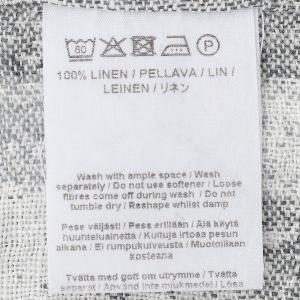 60 P
100% LINEN / PELLAVA / LIN /
LEINEN / リネン
Wash with ample space / Wash
separately / Do not use softener / Loose
fibres come off during wash / Do not
tumble dry / Reshape whilst damp
Pese väljästi / Pese erillään / Älä käytä
huuhteluainetta / Kuituja irtoaa pesun
aikana / Ei rumpukuivausta / Muotoillaan
kosteana
Tvätta med gott om utrymme / Tvätta
separat / Använd inte mjukmedel / Löst